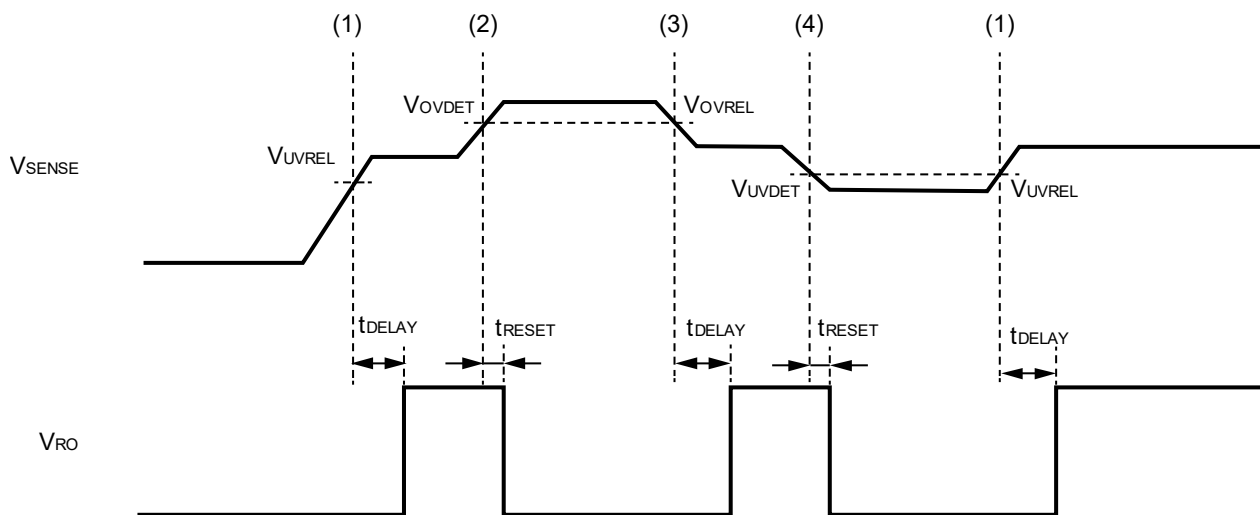 (1) (2) (3) (4) (1)
VOVDET VOVREL
VUVREL
VSENSE
VUVDET VUVREL
tDELAY tRESET tDELAY tRESET tDELAY
VRO